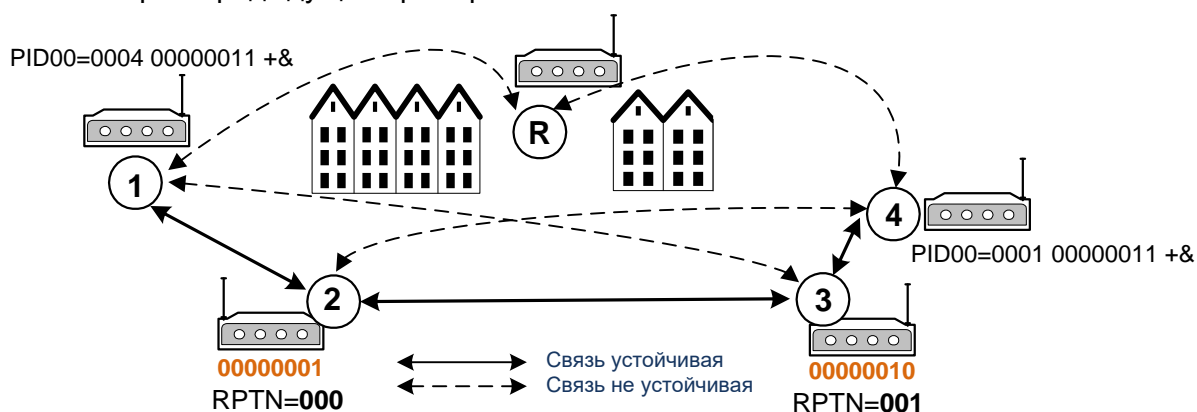 PID00=0004 00000011 +&
R
1
4
PID00=0001 00000011 +&
2
3
00000001
RPTN=000
Связь устойчивая
Связь не устойчивая
00000010
RPTN=001